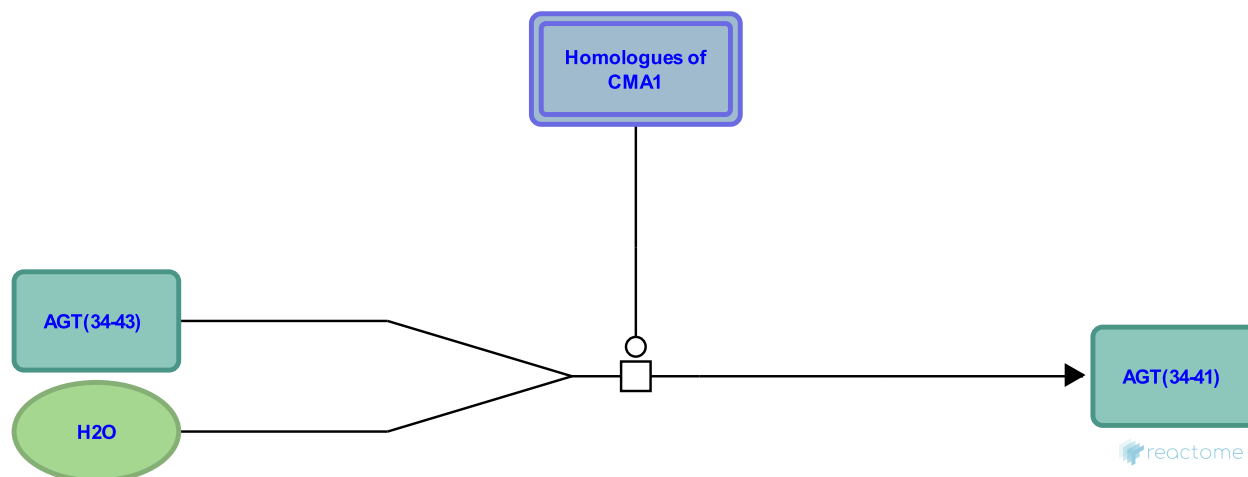 Homologues of
CMA1
AGT(34-43)
H2O
AGT(34-41)
reactome